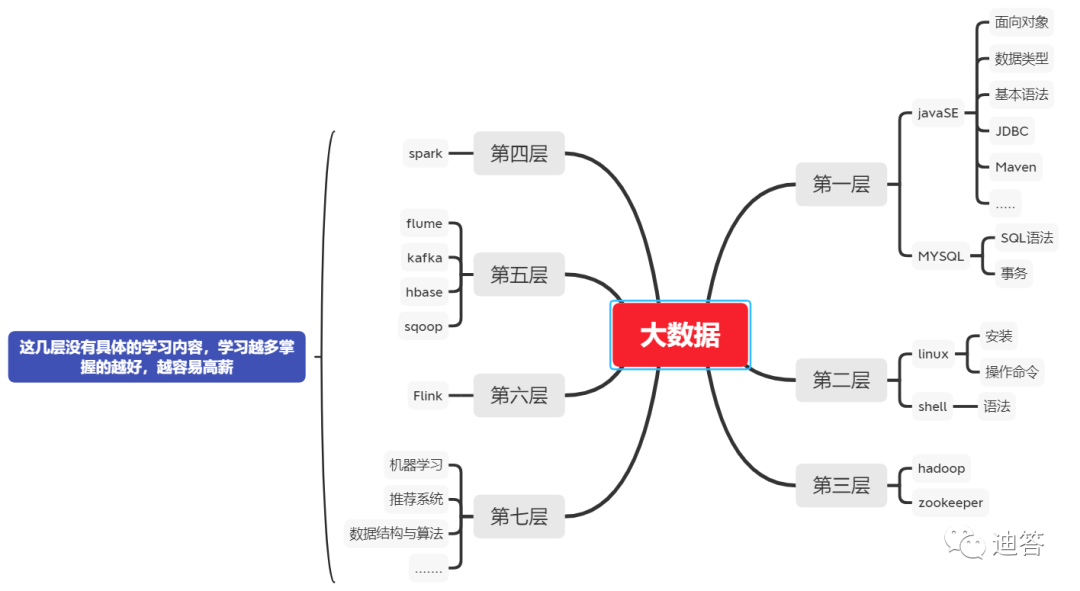 大数据
第一层
javaSE
面向对象
数据类型
基本语法
JDBC
Maven
.....
MYSQL
SQL语法
事务
第二层
linux
安装
操作命令
shell
语法
第三层
hadoop
zookeeper
第四层
spark
第五层
flume
kafka
hbase
sqoop
第六层
Flink
第七层
机器学习
推荐系统
数据结构与算法
.......
这几层没有具体的学习内容，学习越多掌
握的越好，越容易高薪
迪答